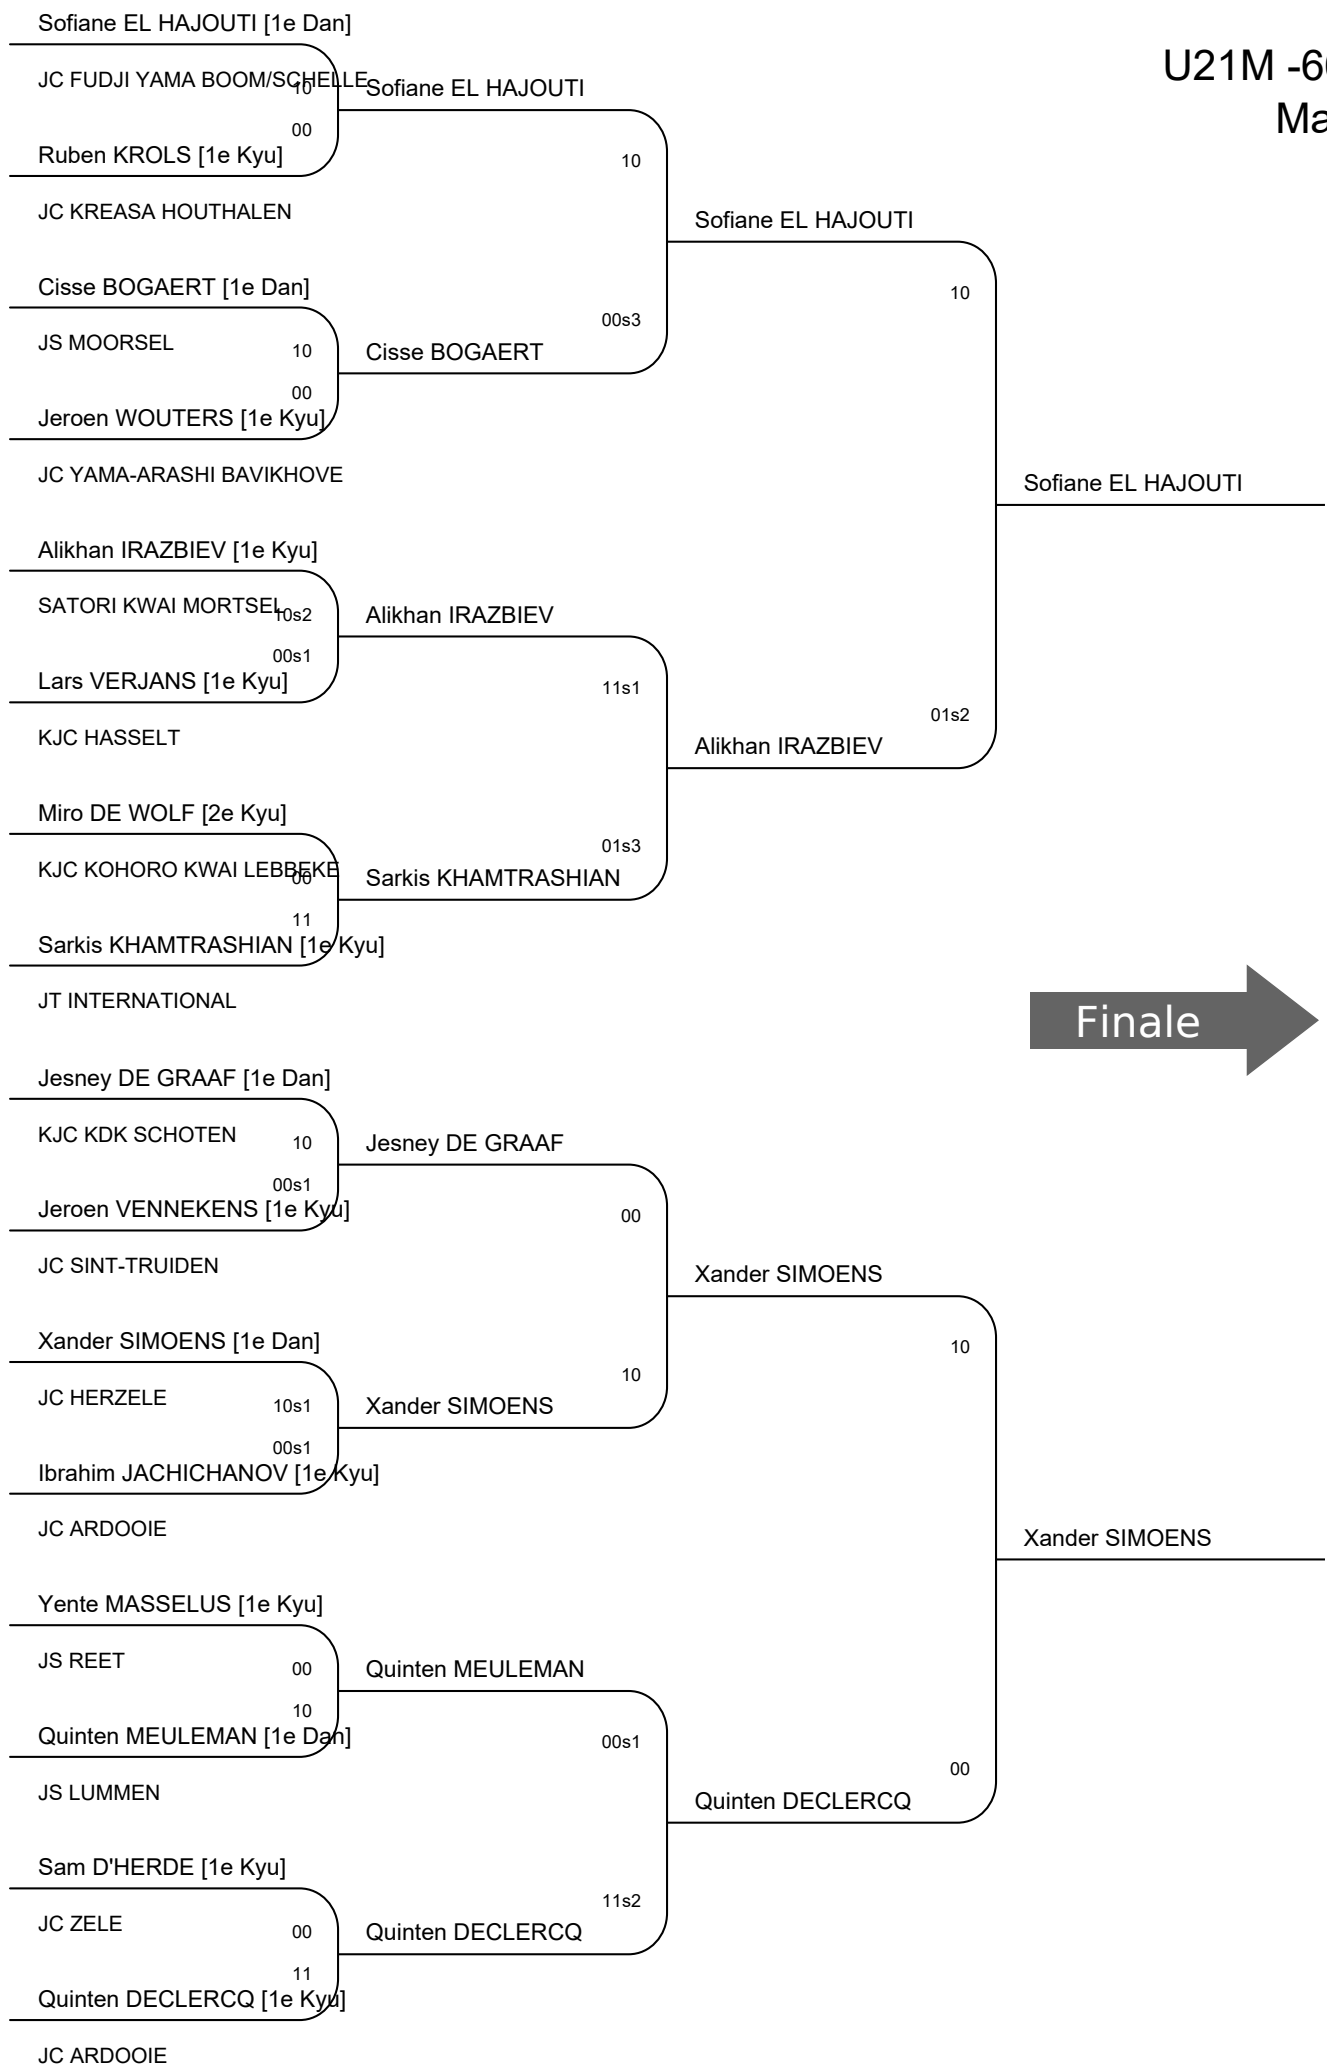 Sofiane EL HAJOUTI [1e Dan]
U21M -6
JC FUDJI YAMA BOOM/SCHELLE
10
Sofiane EL HAJOUTI
Ma
00
Ruben KROLS [1e Kyu]
10
JC KREASA HOUTHALEN
Sofiane EL HAJOUTI
Cisse BOGAERT [1e Dan]
10
00s3
JS MOORSEL
10
Cisse BOGAERT
00
Jeroen WOUTERS [1e Kyu]
JC YAMA-ARASHI BAVIKHOVE
Sofiane EL HAJOUTI
Alikhan IRAZBIEV [1e Kyu]
SATORI KWAI MORTSEL
10s2
Alikhan IRAZBIEV
00s1
Lars VERJANS [1e Kyu]
11s1
01s2
KJC HASSELT
Alikhan IRAZBIEV
Miro DE WOLF [2e Kyu]
01s3
KJC KOHORO KWAI LEBBEKE
00
Sarkis KHAMTRASHIAN
11
Sarkis KHAMTRASHIAN [1e Kyu]
JT INTERNATIONAL
Finale
Jesney DE GRAAF [1e Dan]
KJC KDK SCHOTEN
10
Jesney DE GRAAF
00s1
Jeroen VENNEKENS [1e Kyu]
00
JC SINT-TRUIDEN
Xander SIMOENS
Xander SIMOENS [1e Dan]
10
10
JC HERZELE
10s1
Xander SIMOENS
00s1
Ibrahim JACHICHANOV [1e Kyu]
JC ARDOOIE
Xander SIMOENS
Yente MASSELUS [1e Kyu]
JS REET
00
Quinten MEULEMAN
10
Quinten MEULEMAN [1e Dan]
00s1
00
JS LUMMEN
Quinten DECLERCQ
Sam D'HERDE [1e Kyu]
11s2
JC ZELE
00
Quinten DECLERCQ
11
Quinten DECLERCQ [1e Kyu]
JC ARDOOIE